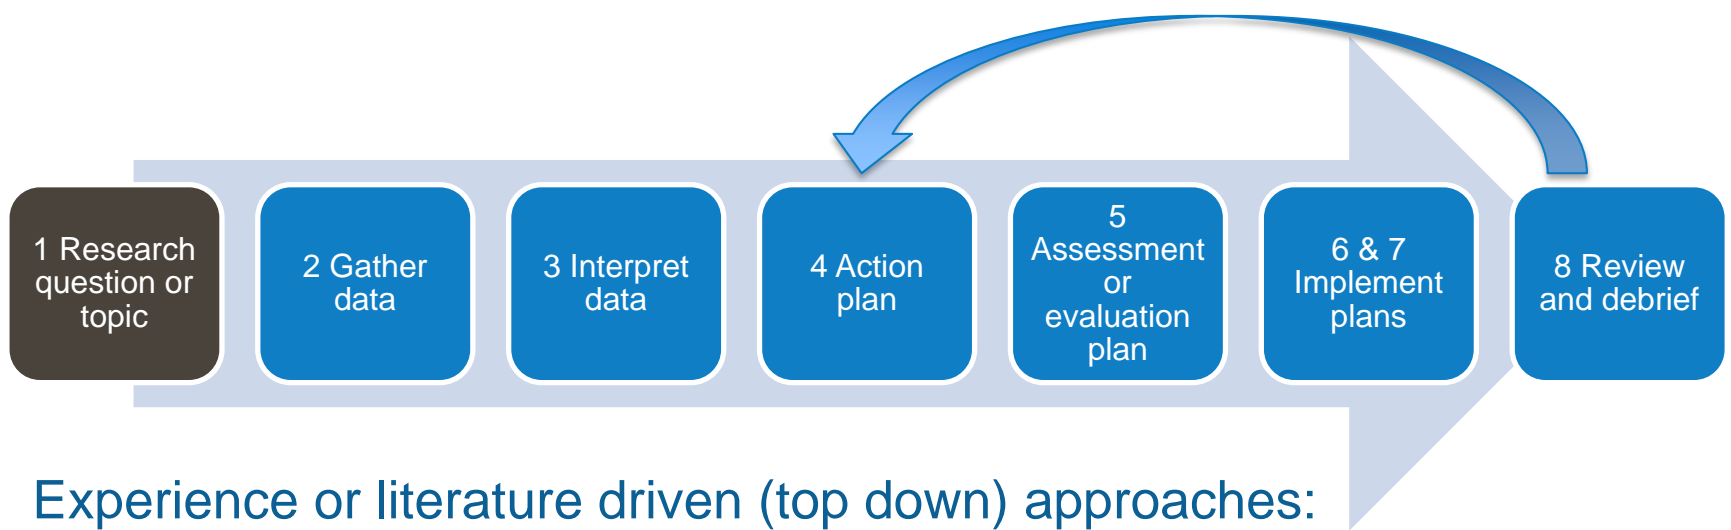 1 Research
question or
topic
2 Gather
data
3 Interpret
data
4 Action
plan
5
Assessment
or
evaluation
plan
6 & 7
Implement
plans
8 Review
and debrief
Experience or literature driven (top down) approaches: